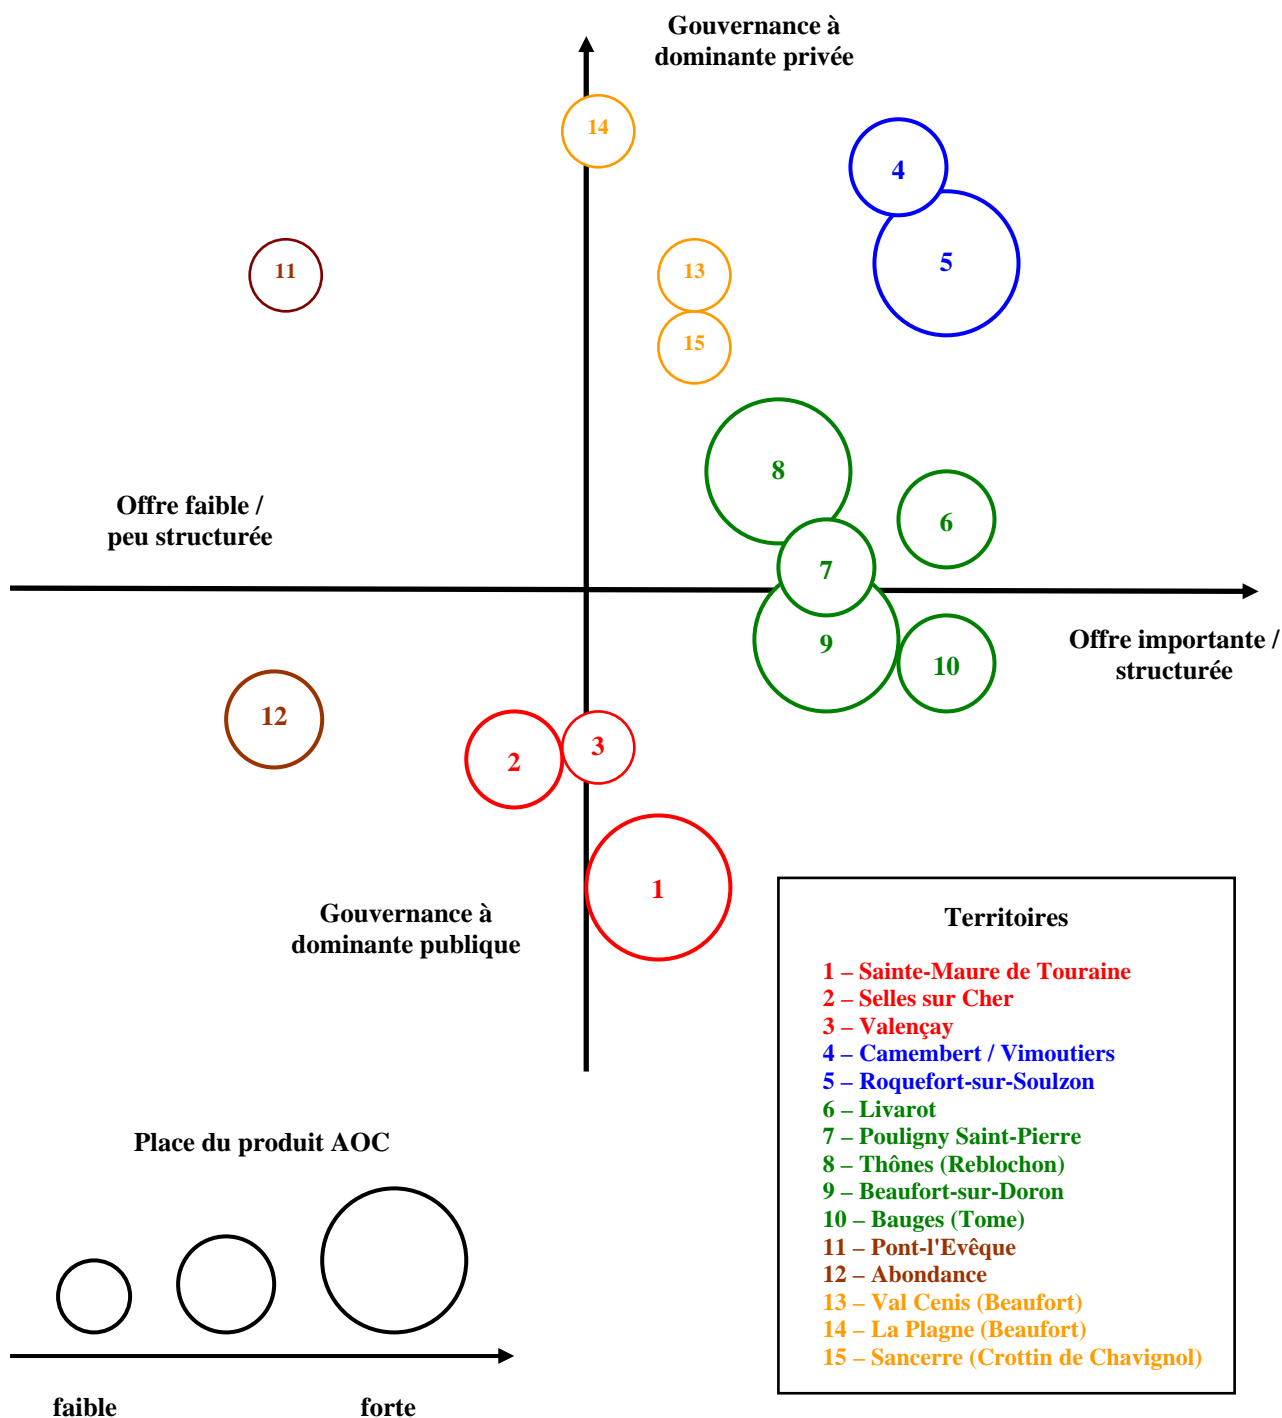 Gouvernance à
dominante privée
14
4
5
11
13
15
8
6
7
9
10
Offre faible /
peu structurée
Offre importante /
structurée
12
2
3
1
Gouvernance à
dominante publique
Territoires
1 – Sainte-Maure de Touraine
2 – Selles sur Cher
3 – Valençay
4 – Camembert / Vimoutiers
5 – Roquefort-sur-Soulzon
6 – Livarot
7 – Pouligny Saint-Pierre
8 – Thônes (Reblochon)
9 – Beaufort-sur-Doron
10 – Bauges (Tome)
11 – Pont-l'Evêque
12 – Abondance
13 – Val Cenis (Beaufort)
14 – La Plagne (Beaufort)
15 – Sancerre (Crottin de Chavignol)
Place du produit AOC
faible
forte